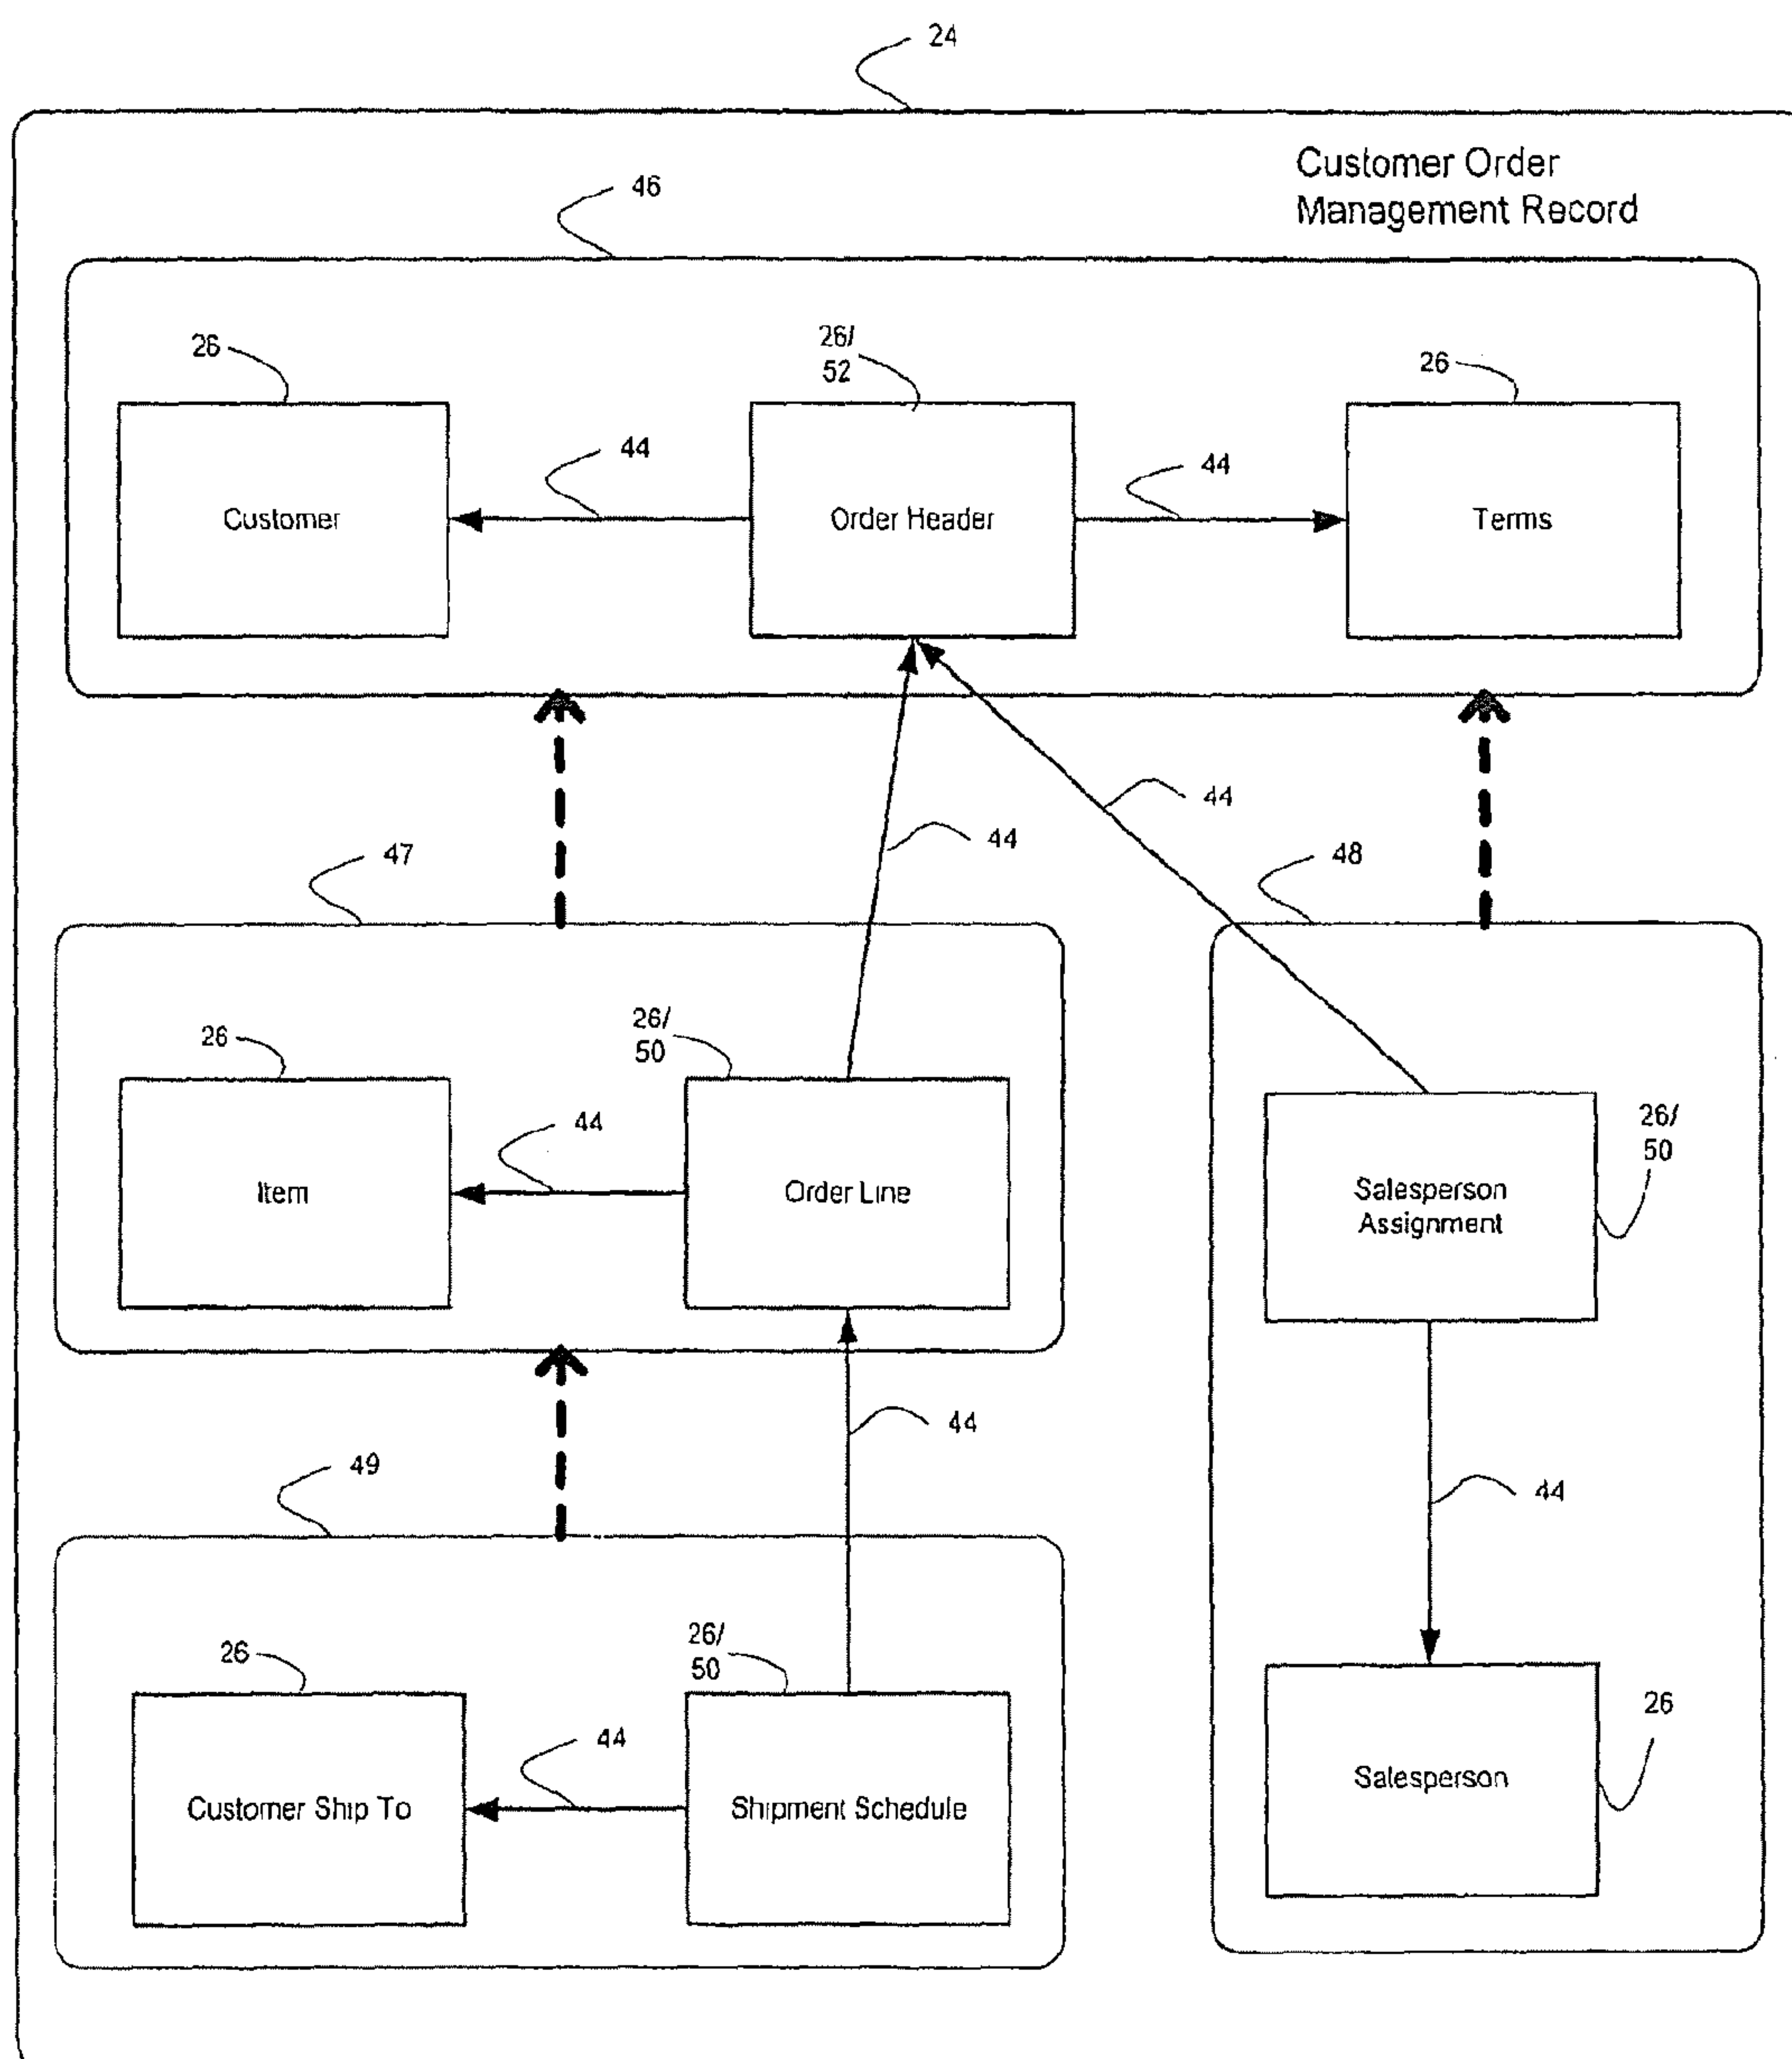 24
Customer Order
Management Record
46
26
26/
52
26
44
44
Customer
Order Header
Terms
44
44
47
48
26
26/
50
44
26/
50
Item
Order Line
Salesperson
Assignment
44
49
44
26
26/
50
26
44
Customer Ship To
Shipment Schedule
Salesperson